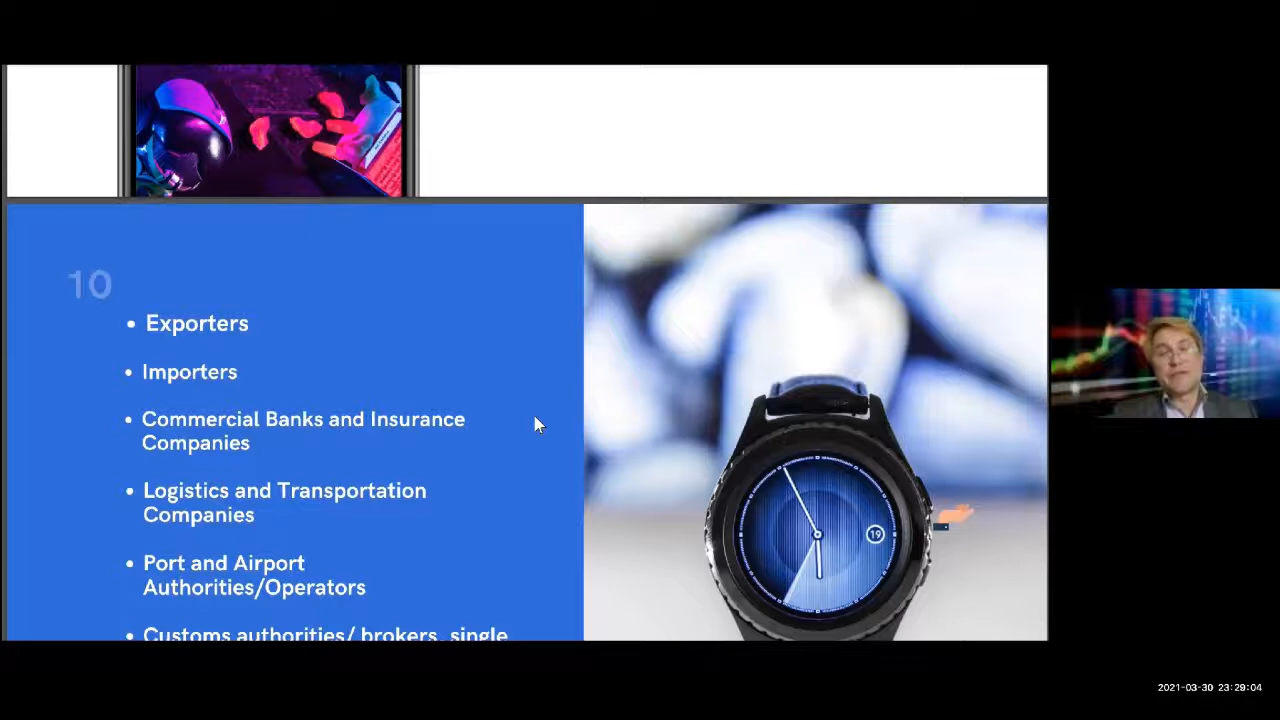 10
• Exporters
• Importers
• Commercial Banks and Insurance
Companies
• Logistics and Transportation
Companies
• Port and Airport
Authorities/Operators
• Customs authorities/ brokers, single
19
2021-03-30 23:29:04